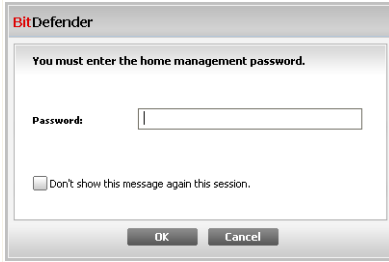 BitDefender
You must enter the home management password.
Password:
Don't show this message again this session.
OK
Cancel